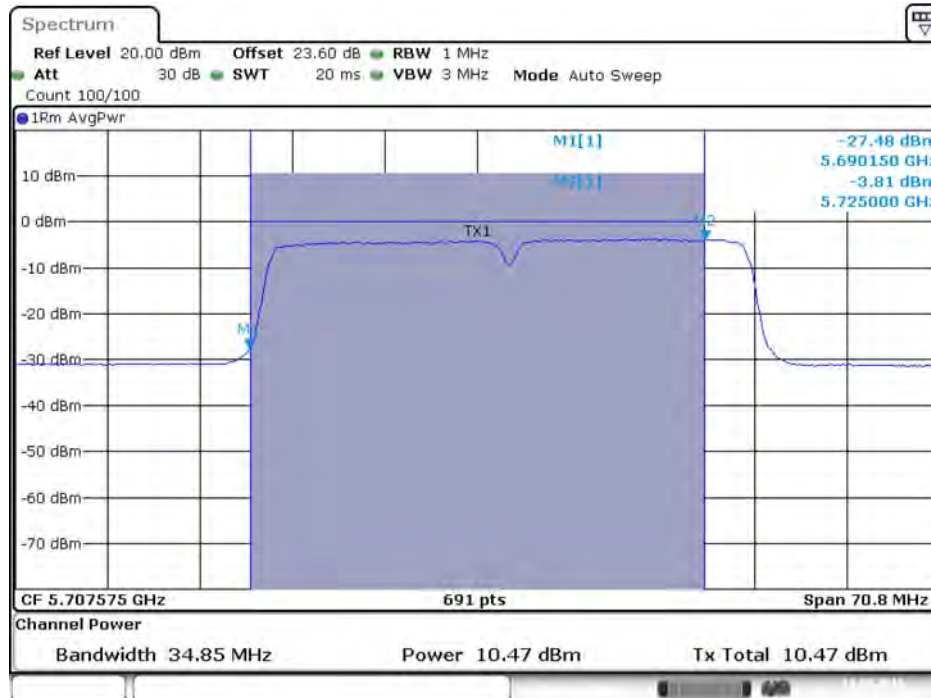 Spectrum
Ref Level 20.00 dBm Offset 23.60 dB RBW 1 MHz
Att 30 dB SWT 20 ms VBW 3 MHz Mode Auto Sweep
Count 100/100
1Rm AvgPwr
M1[1] -27.48 dBm
5.690150 GHz
10 dBm
-3.81 dBm
5.725000 GHz
0 dBm
M2
TX1
-10 dBm
-20 dBm
-30 dBm
-40 dBm
-50 dBm
-60 dBm
-70 dBm
CF 5.707575 GHz 691 pts Span 70.8 MHz
Channel Power
Bandwidth 34.85 MHz Power 10.47 dBm Tx Total 10.47 dBm